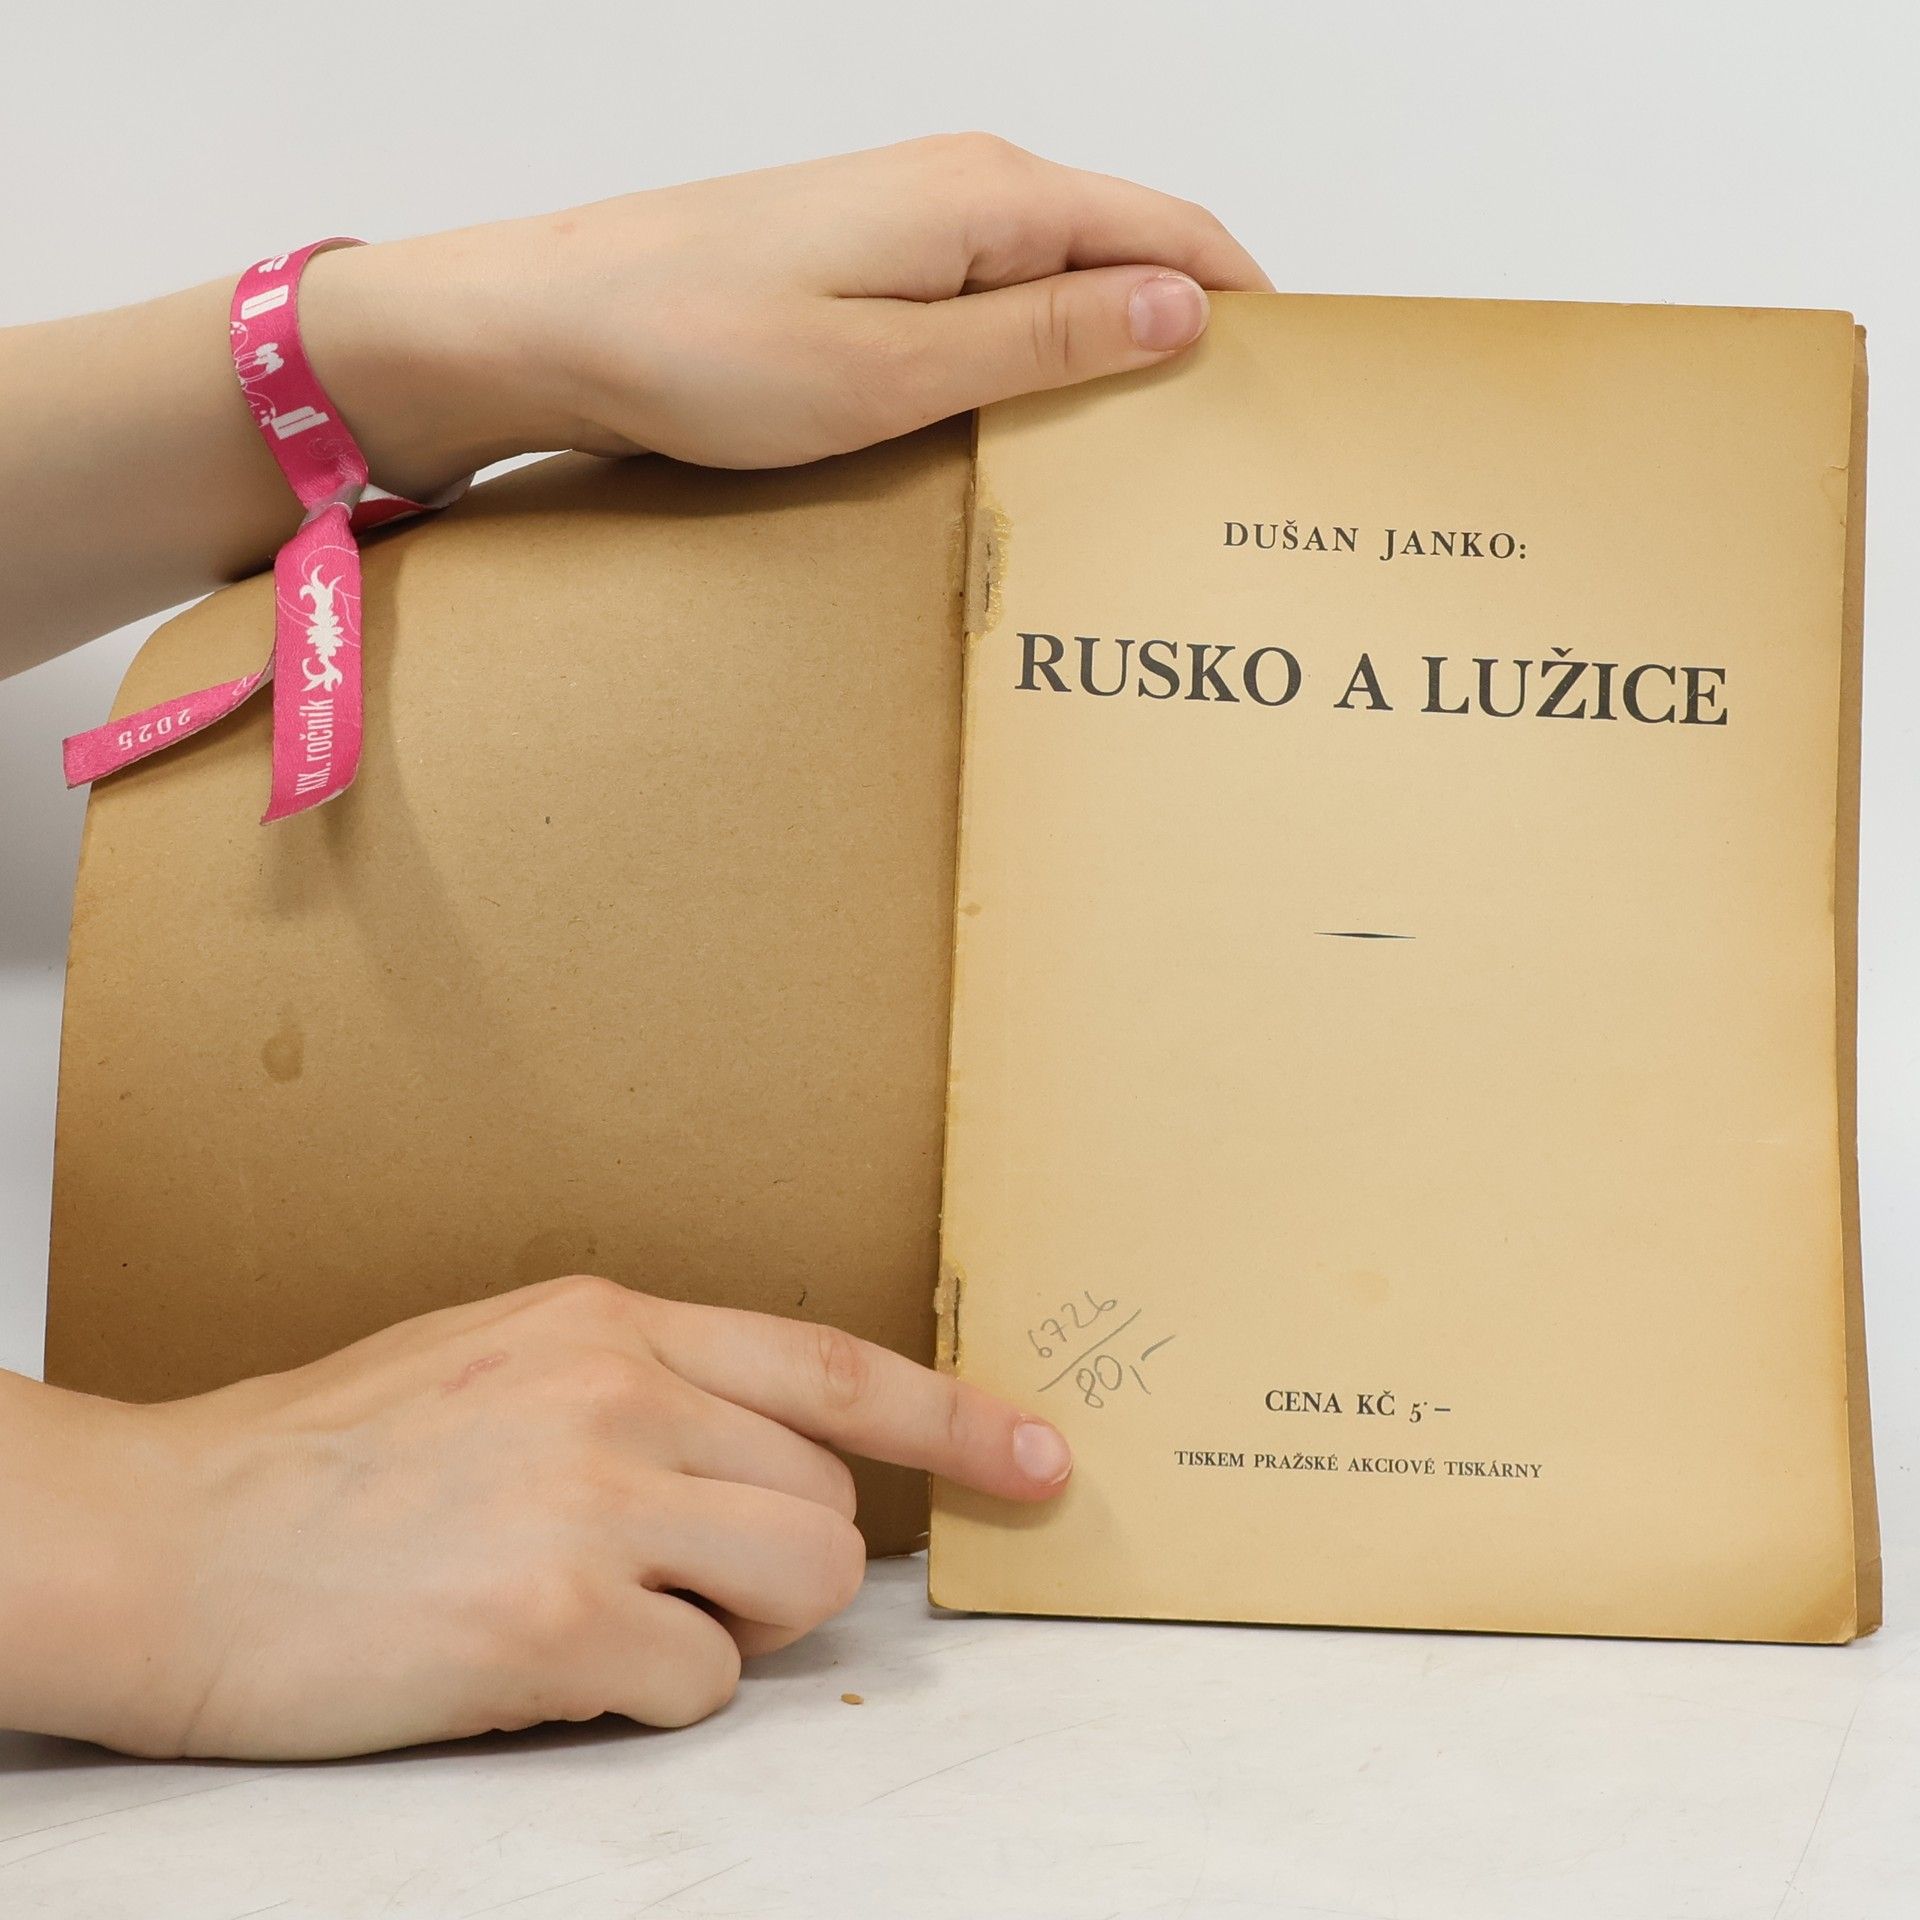 DUŠAN JANKO:
RUSKO A LUŽICE
6726
80,-
CENA KČ 5·–
TISKEM PRAŽSKÉ AKCIOVÉ TISKÁRNY
XIX. ročník
2025